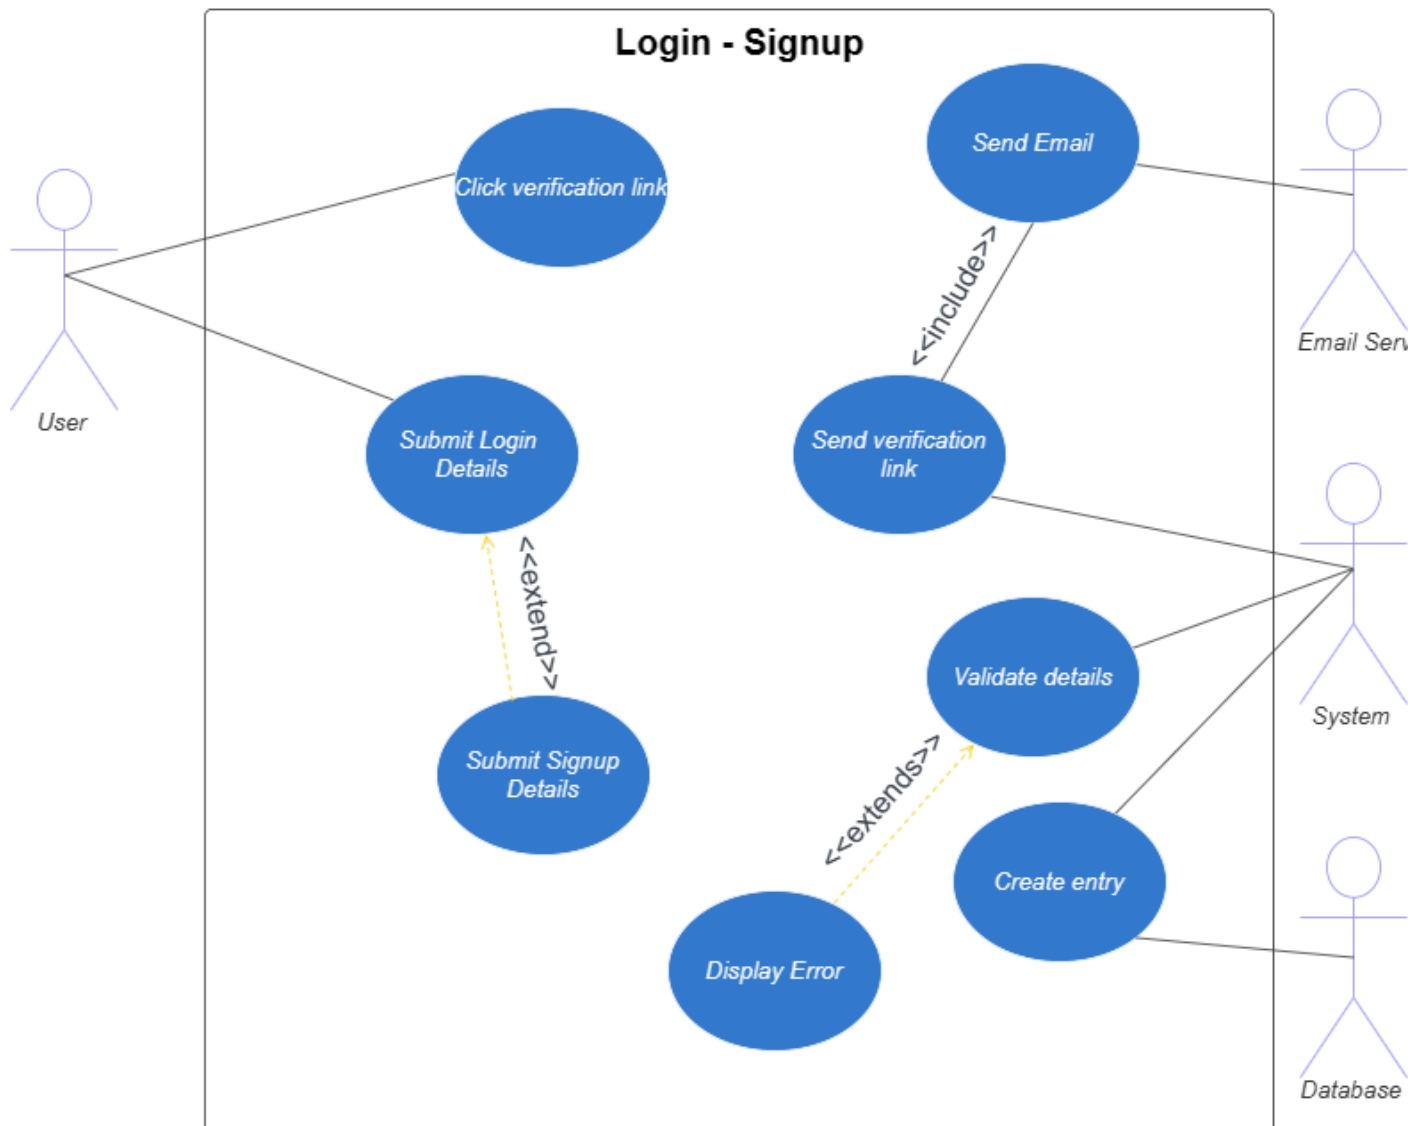 Login - Signup
Click verification link
Send Email
<<include>>
Email Serv
User
Submit Login
Details
Send verification
link
<<extend>>
Validate details
System
Submit Signup
Details
<<extends>>
Create entry
Display Error
Database